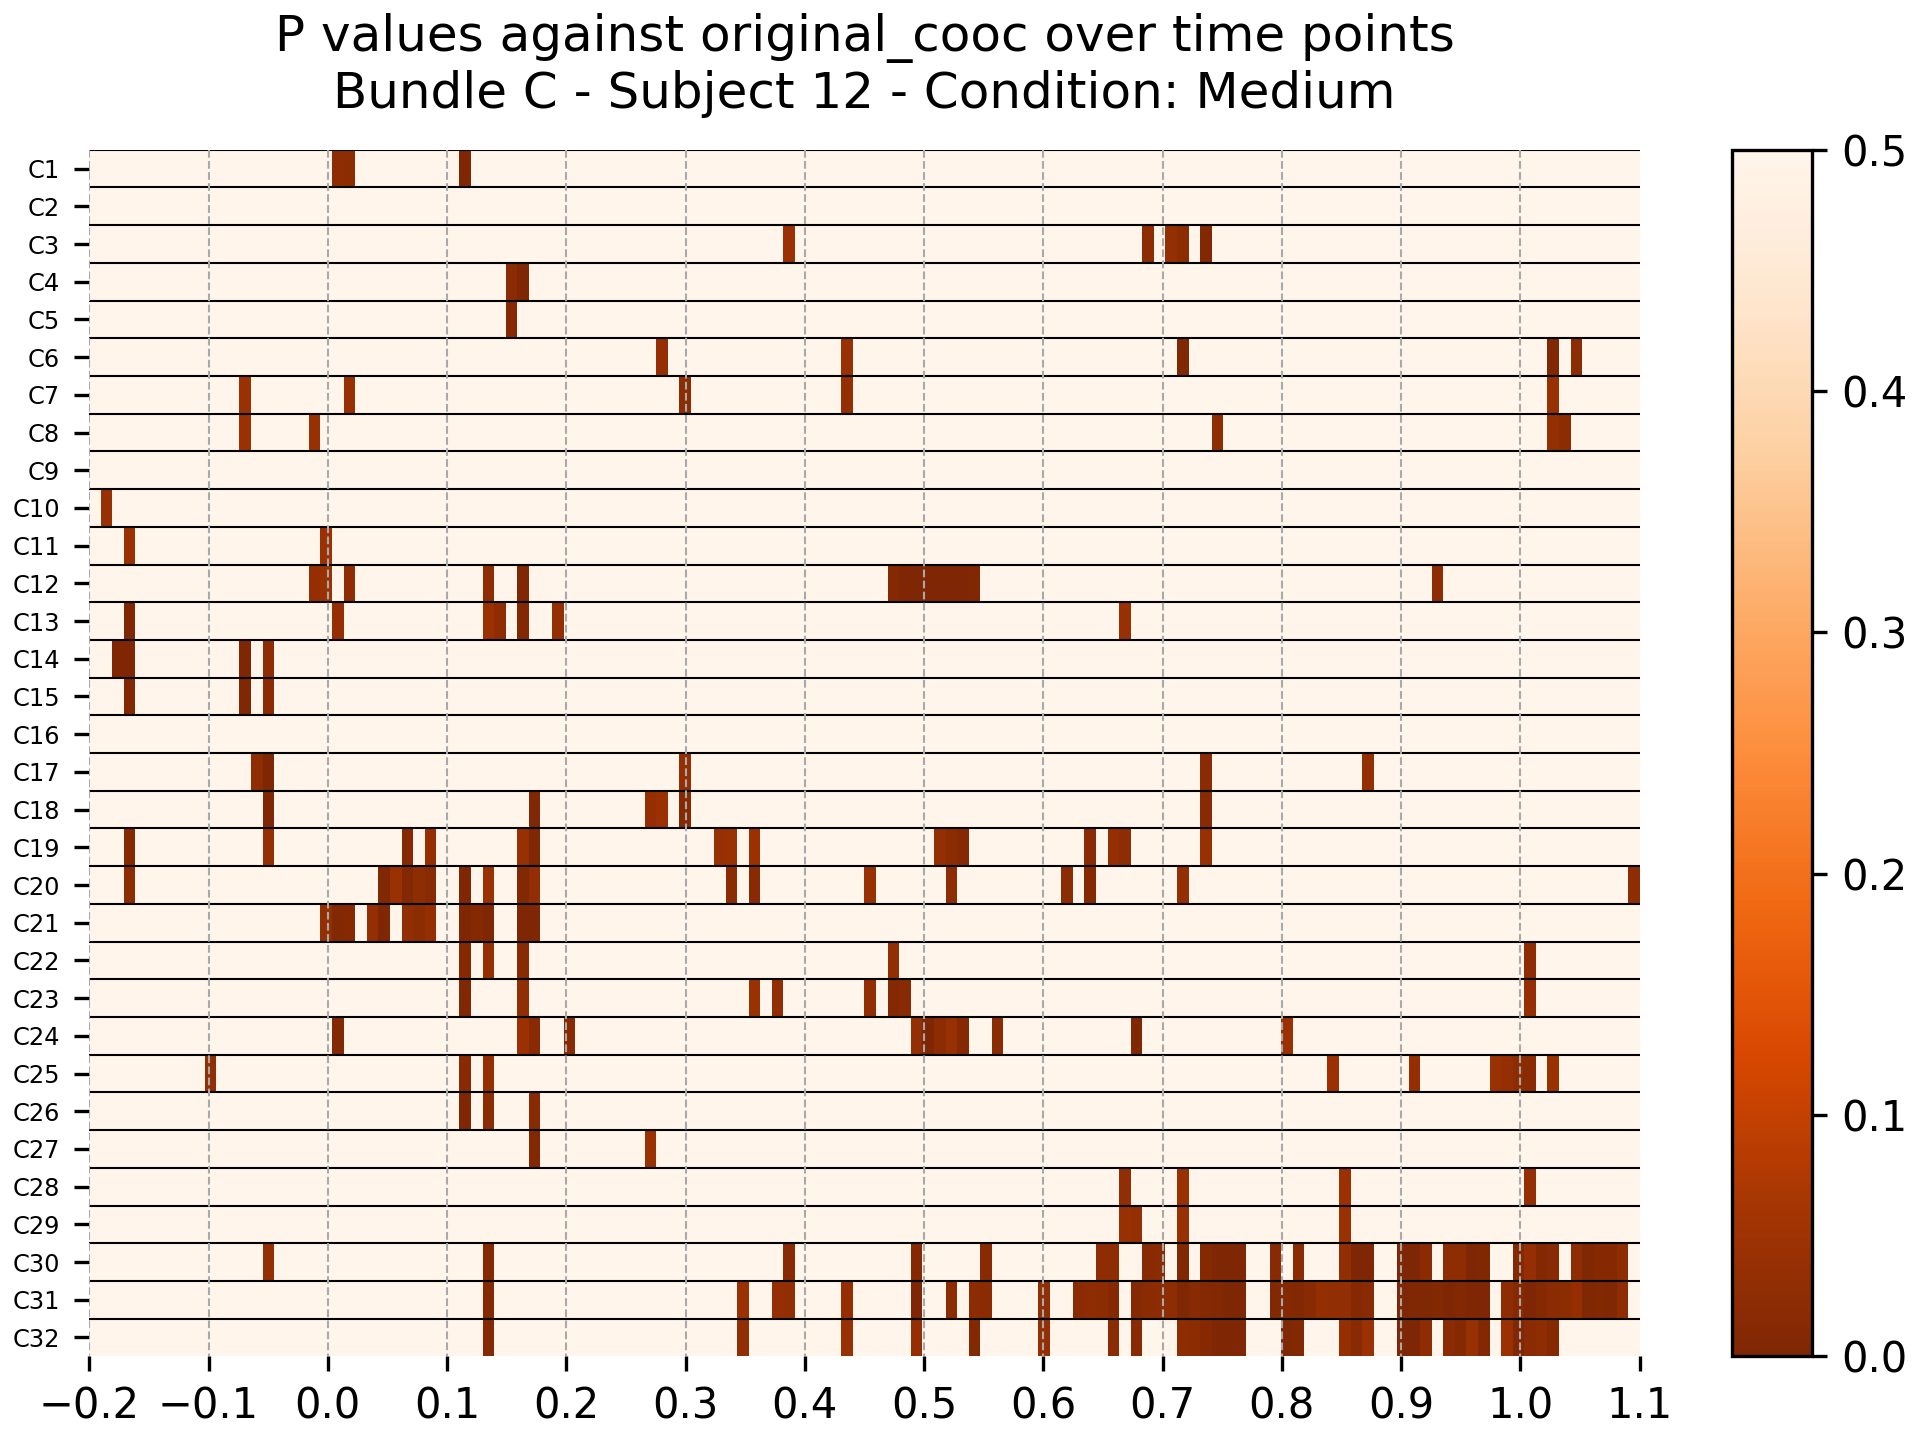 P values against original_cooc over time points
Bundle C - Subject 12 - Condition: Medium
C1
C2
C3
C4
C5
C6
C7
C8
C9
C10
C11
C12
C13
C14
C15
C16
C17
C18
C19
C20
C21
C22
C23
C24
C25
C26
C27
C28
C29
C30
C31
C32
−0.2 −0.1 0.0 0.1 0.2 0.3 0.4 0.5 0.6 0.7 0.8 0.9 1.0 1.1
0.5
0.4
0.3
0.2
0.1
0.0